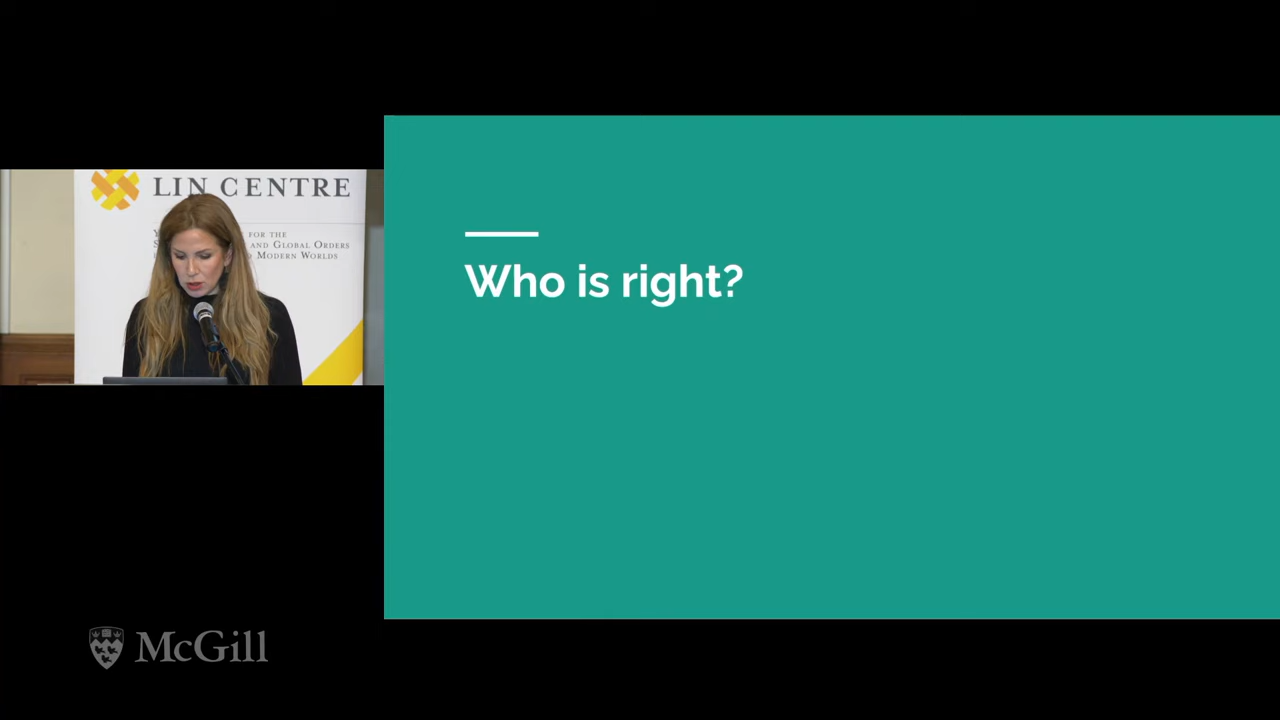 LIN CENTRE
FOR THE
AND GLOBAL ORDERS
MODERN WORLDS
Who is right?
McGill